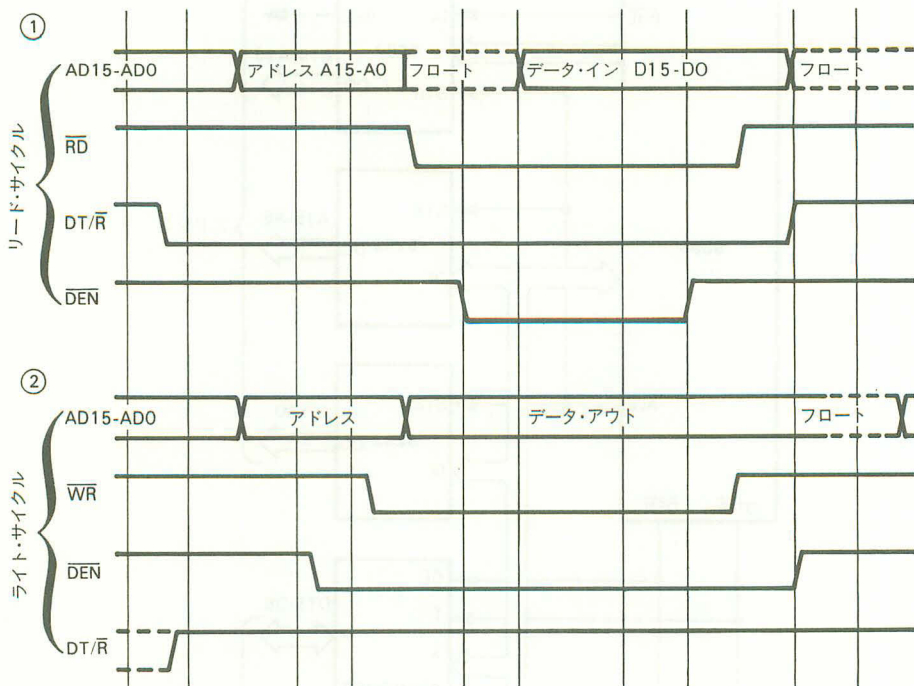 ①
リード・サイクル
AD15-AD0 アドレス A15-A0 フロート データ・イン D15-D0 フロート
RD
DT/R
DEN
②
ライト・サイクル
AD15-AD0 アドレス データ・アウト フロート
WR
DEN
DT/R